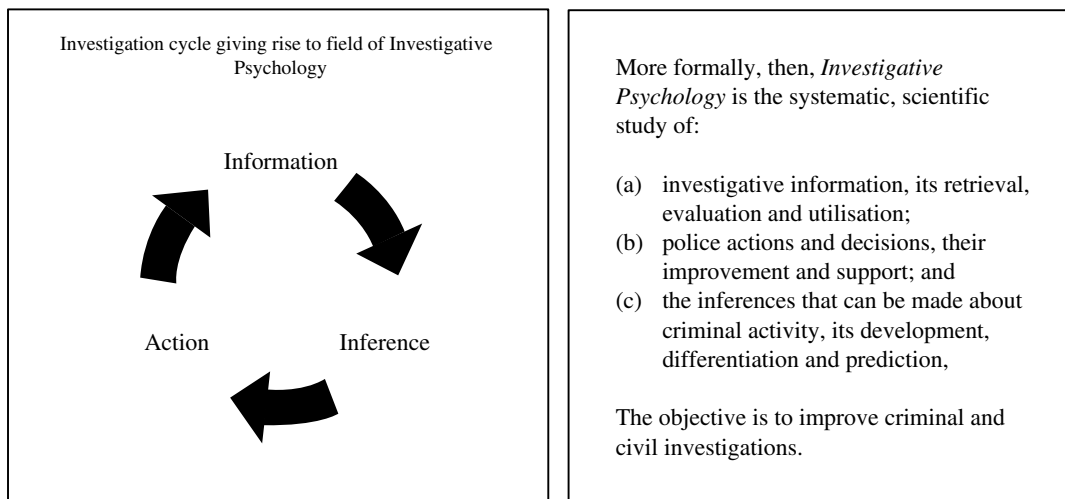 Investigation cycle giving rise to field of Investigative
Psychology
Information
Action
Inference
More formally, then, Investigative
Psychology is the systematic, scientific
study of:
(a) investigative information, its retrieval,
evaluation and utilisation;
(b) police actions and decisions, their
improvement and support; and
(c) the inferences that can be made about
criminal activity, its development,
differentiation and prediction,
The objective is to improve criminal and
civil investigations.